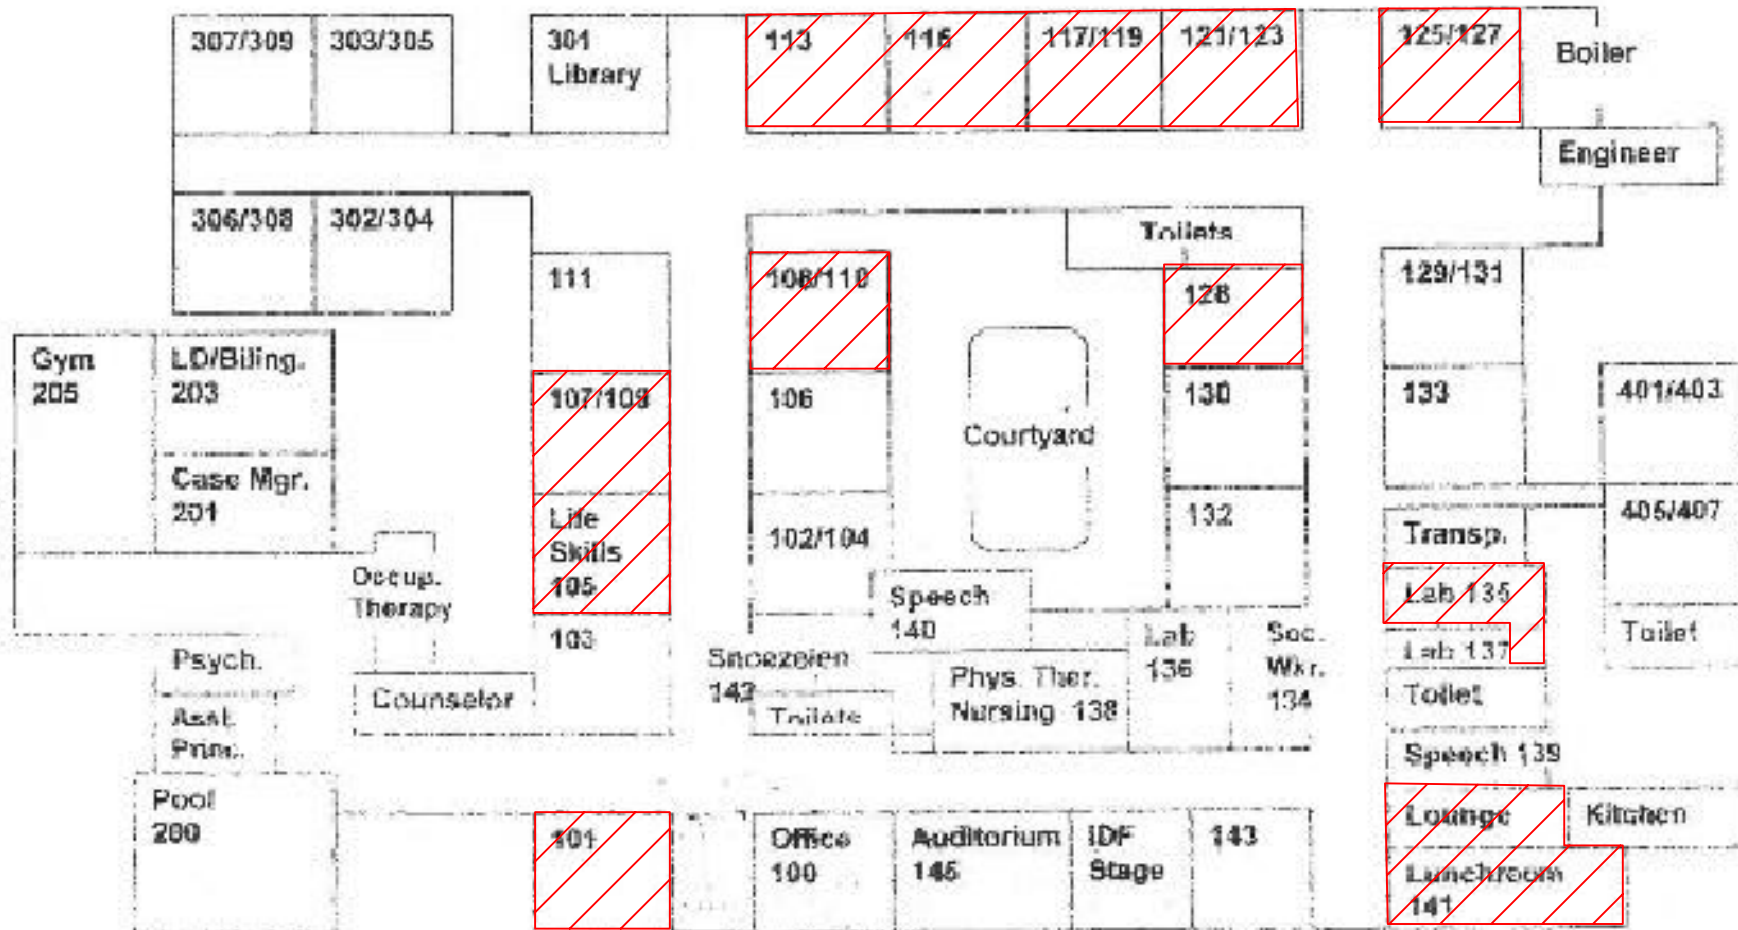 307/309
303/305
301
Library
113
115
117/119
121/123
125/127
Boiler
Engineer
306/308
302/304
111
108/110
Toilets
128
129/131
Gym
205
LD/Biling.
203
107/109
106
Courtyard
130
133
401/403
Case Mgr.
201
Life
Skills
105
102/104
132
Transp.
405/407
Occup.
Therapy
Speech
140
Lab 135
103
Lab
136
Soc.
Wkr.
134
Lab 137
Toilet
Psych.
Snoezelen
142
Phys. Ther.
Nursing 138
Toilet
Counselor
Toilets
Asst.
Princ.
Speech 139
Pool
200
101
Office
100
Auditorium
145
IDF
Stage
143
Lounge
Kitchen
Lunchroom
141